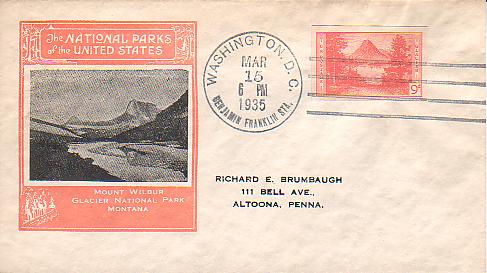 The NATIONAL PARKS
of the UNITED STATES
MOUNT WILBUR
GLACIER NATIONAL PARK
MONTANA
WASHINGTON, D.C.
MAR
15
6 PM
1935
BENJAMIN FRANKLIN STA.
9¢
RICHARD E. BRUMBAUGH
111 BELL AVE.,
ALTOONA, PENNA.